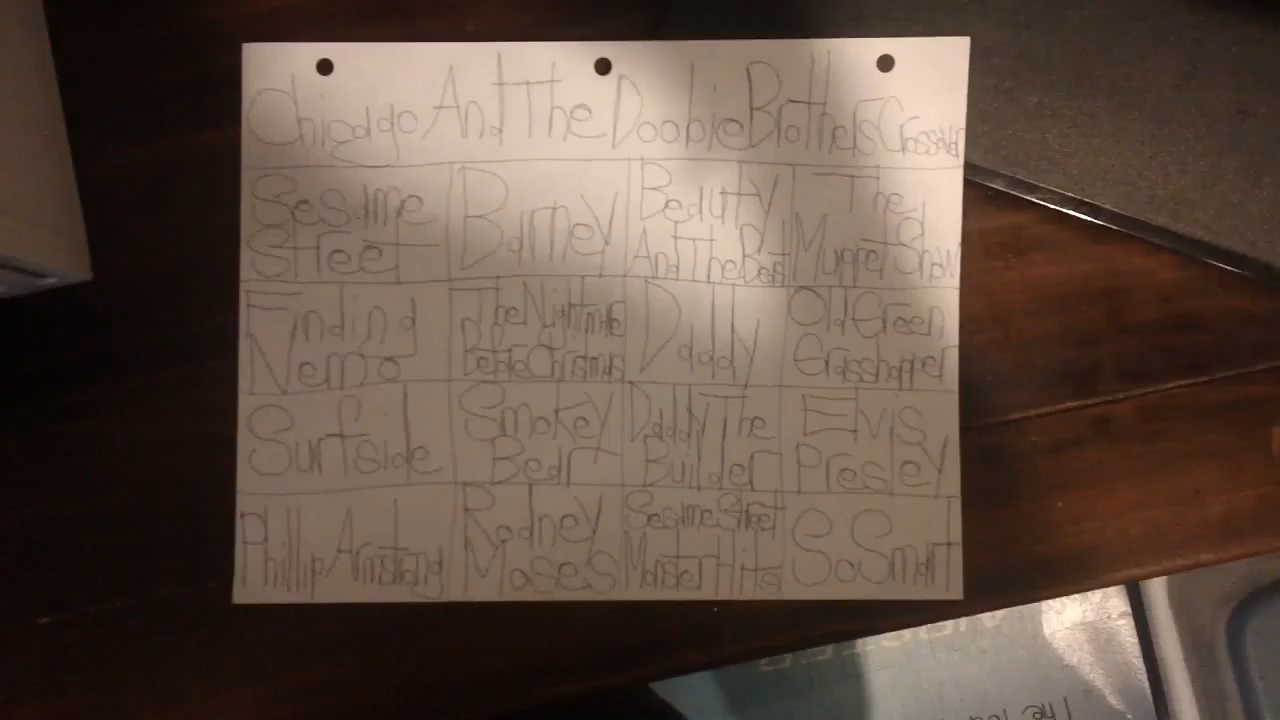 Chicago And The Doobie Brothers Crossover
Sesame
Street
Barney
Beauty
And The Beast
The
Muppet Show
Finding
Nemo
The Nightmare
Before Christmas
Daddy
Old Green
Grasshopper
Surfside
Smokey
Bear
Daddy The
Builder
Elvis
Presley
Phillip Armstrong
Rodney
Moses
Sesame Street
Monster Hits
So Smart